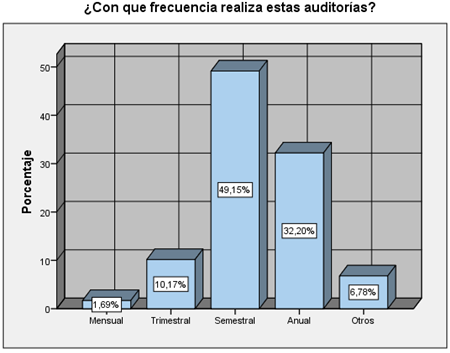 ¿Con que frecuencia realiza estas auditorías?
Porcentaje
50
40
30
20
10
0
1,69%
10,17%
49,15%
32,20%
6,78%
Mensual
Trimestral
Semestral
Anual
Otros